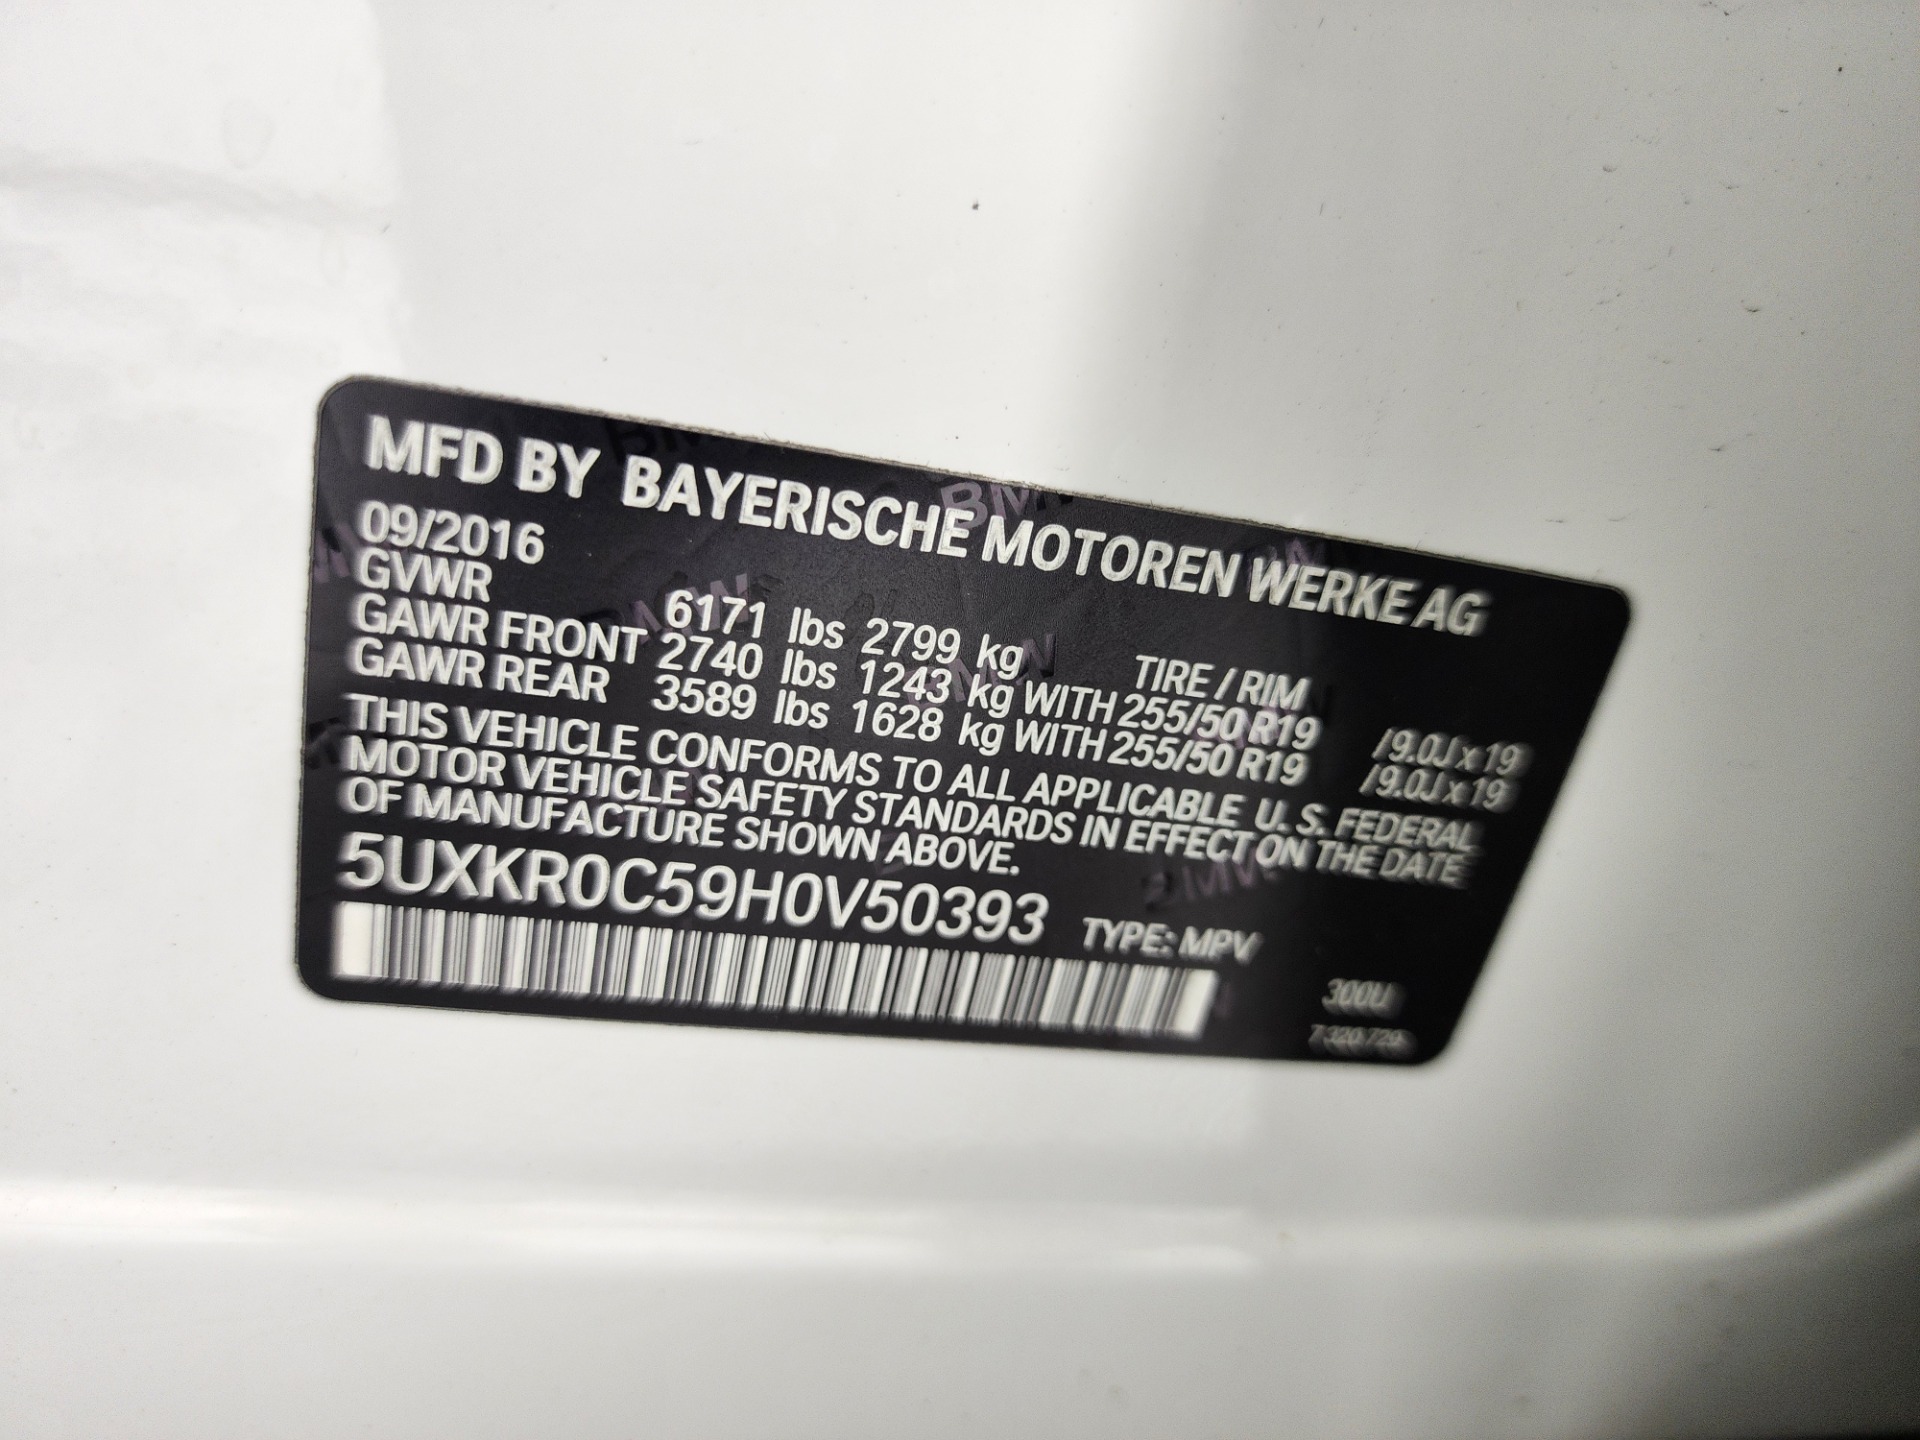 MFD BY BAYERISCHE MOTOREN WERKE AG
09/2016
GVWR 6171 lbs 2799 kg TIRE / RIM
GAWR FRONT 2740 lbs 1243 kg WITH 255/50 R19 /9.0J x 19
GAWR REAR 3589 lbs 1628 kg WITH 255/50 R19 /9.0J x 19
THIS VEHICLE CONFORMS TO ALL APPLICABLE U. S. FEDERAL
MOTOR VEHICLE SAFETY STANDARDS IN EFFECT ON THE DATE
OF MANUFACTURE SHOWN ABOVE.
5UXKR0C59H0V50393 TYPE: MPV
300U
7 320 729